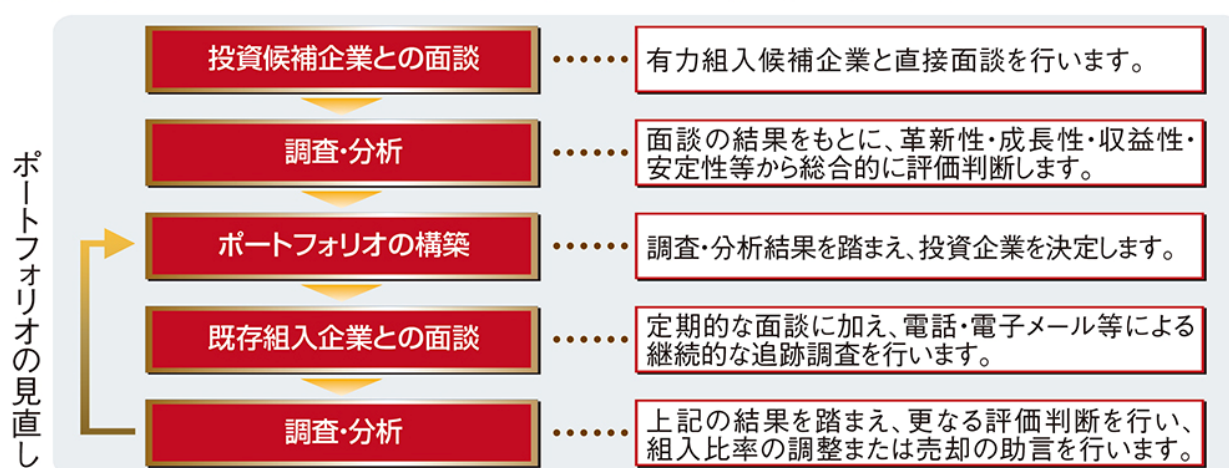 投資候補企業との面談
有力組入候補企業と直接面談を行います。
調査・分析
面談の結果をもとに、革新性・成長性・収益性・
安定性等から総合的に評価判断します。
ポートフォリオの構築
調査・分析結果を踏まえ、投資企業を決定します。
既存組入企業との面談
定期的な面談に加え、電話・電子メール等による
継続的な追跡調査を行います。
調査・分析
上記の結果を踏まえ、更なる評価判断を行い、
組入比率の調整または売却の助言を行います。
ポートフォリオの見直し